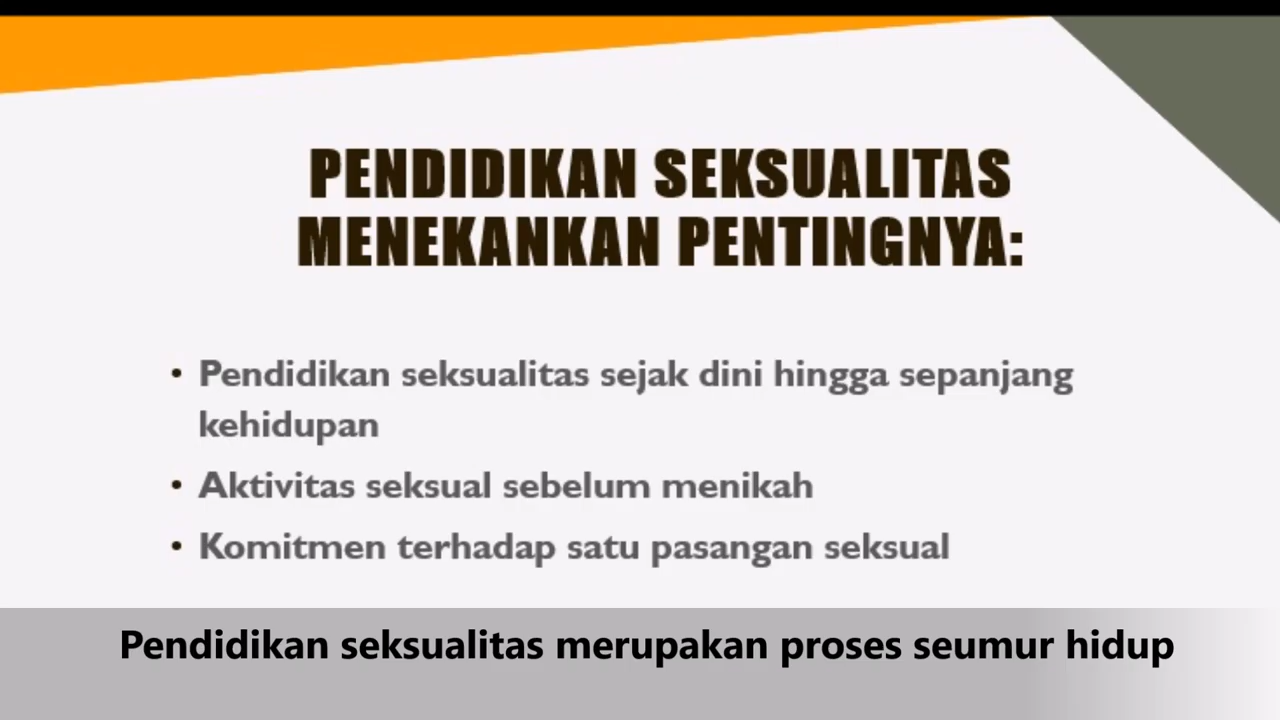 PENDIDIKAN SEKSUALITAS
MENEKANKAN PENTINGNYA:
• Pendidikan seksualitas sejak dini hingga sepanjang
kehidupan
• Aktivitas seksual sebelum menikah
• Komitmen terhadap satu pasangan seksual
Pendidikan seksualitas merupakan proses seumur hidup